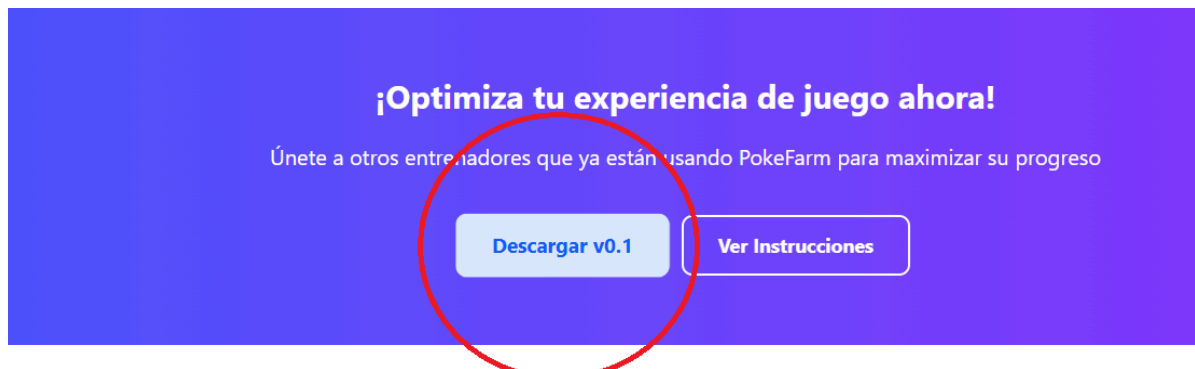 ¡Optimiza tu experiencia de juego ahora!
Únete a otros entrenadores que ya están usando PokeFarm para maximizar su progreso
Descargar v0.1
Ver Instrucciones